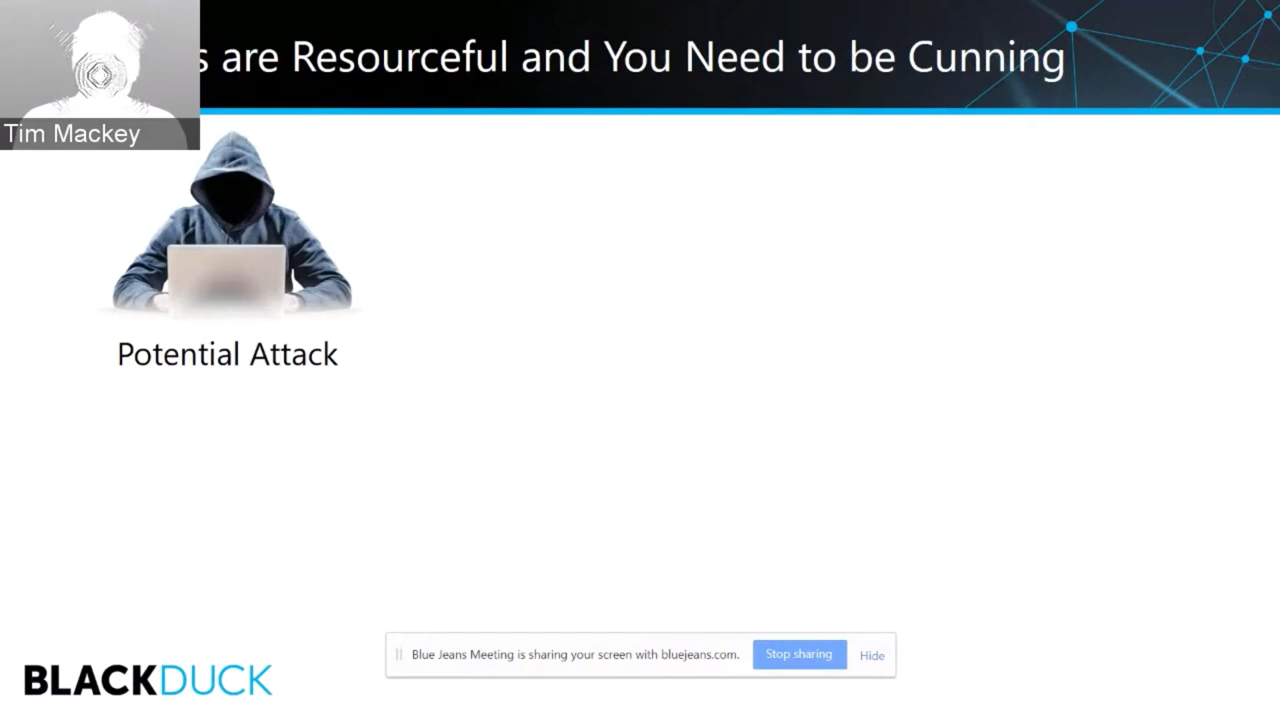 s are Resourceful and You Need to be Cunning
Tim Mackey
Potential Attack
Blue Jeans Meeting is sharing your screen with bluejeans.com. Stop sharing Hide
BLACKDUCK